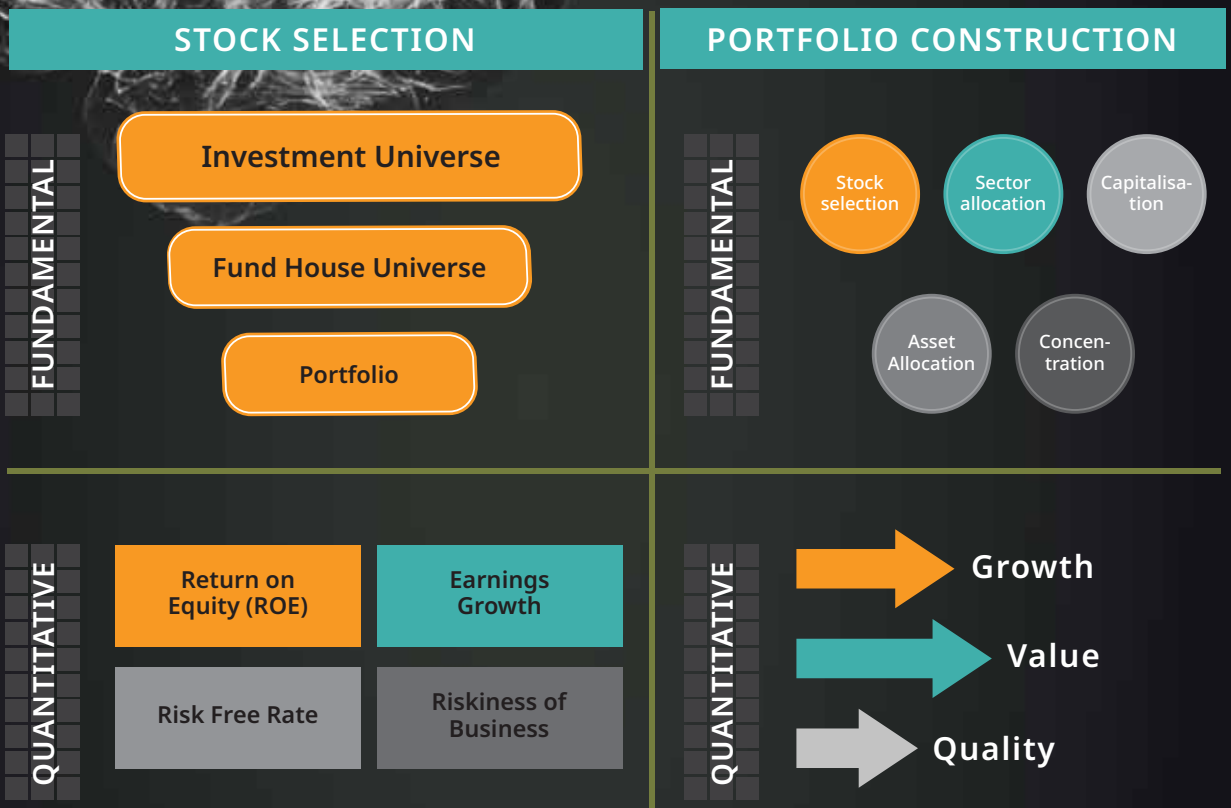 STOCK SELECTION
PORTFOLIO CONSTRUCTION
FUNDAMENTAL
Investment Universe
Fund House Universe
Portfolio
FUNDAMENTAL
Stock
selection
Sector
allocation
Capitalisa-
tion
Asset
Allocation
Concen-
tration
QUANTITATIVE
Return on
Equity (ROE)
Earnings
Growth
Risk Free Rate
Riskiness of
Business
QUANTITATIVE
Growth
Value
Quality